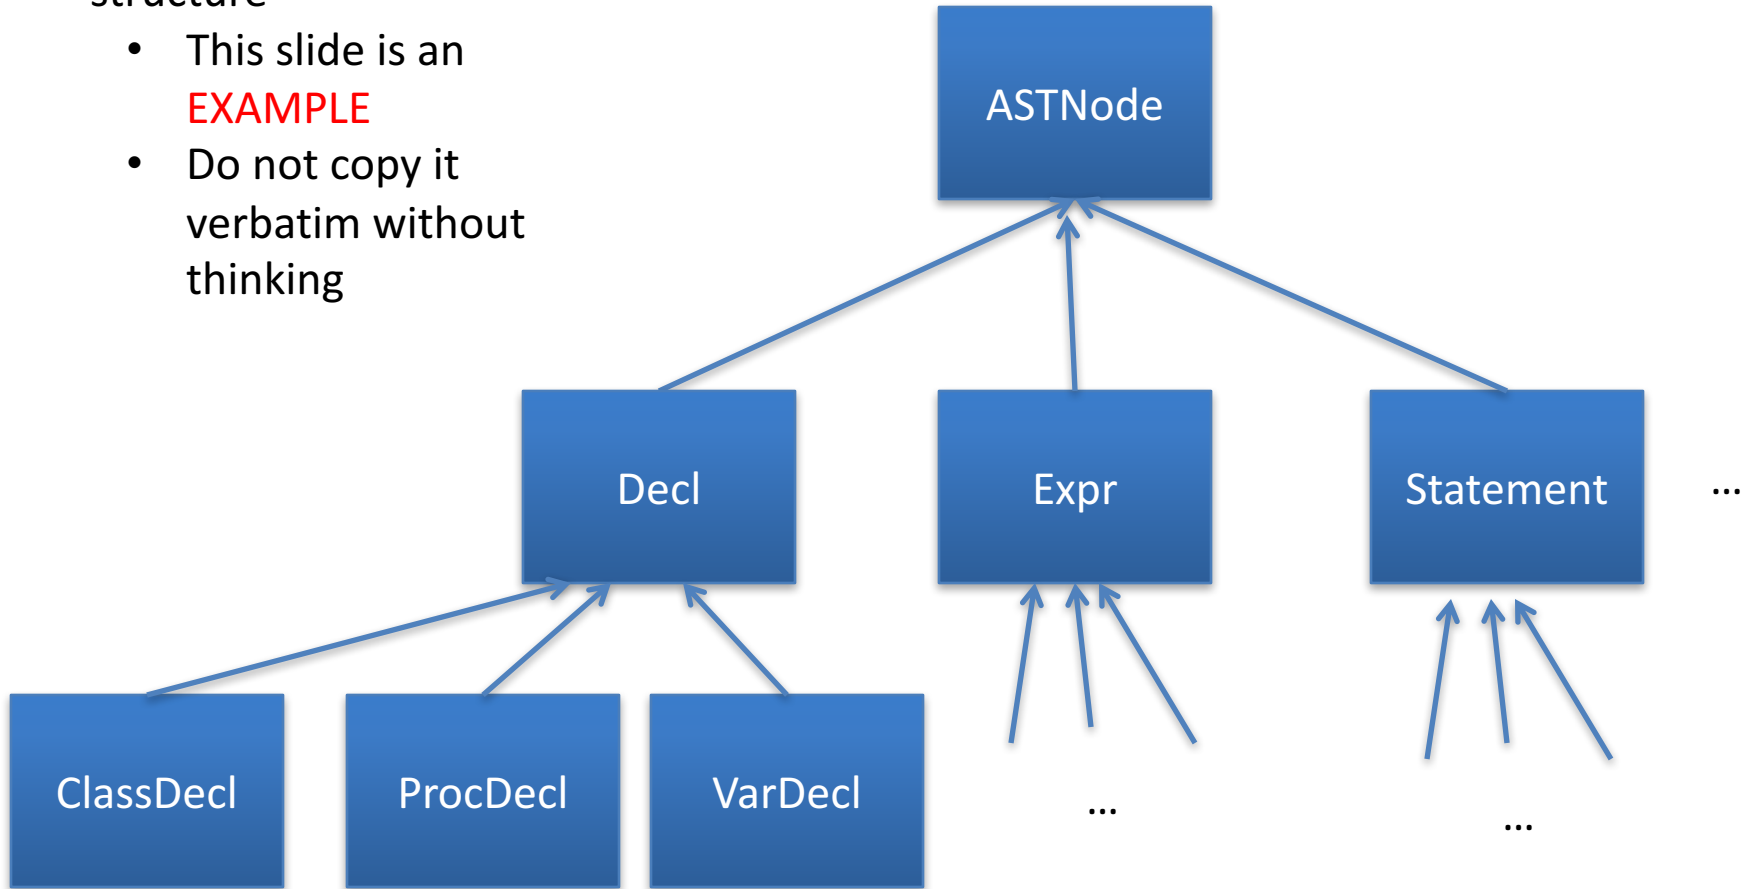 structure
• This slide is an
EXAMPLE
• Do not copy it
verbatim without
thinking
ASTNode
Decl
Expr
Statement
...
ClassDecl
ProcDecl
VarDecl
...
...